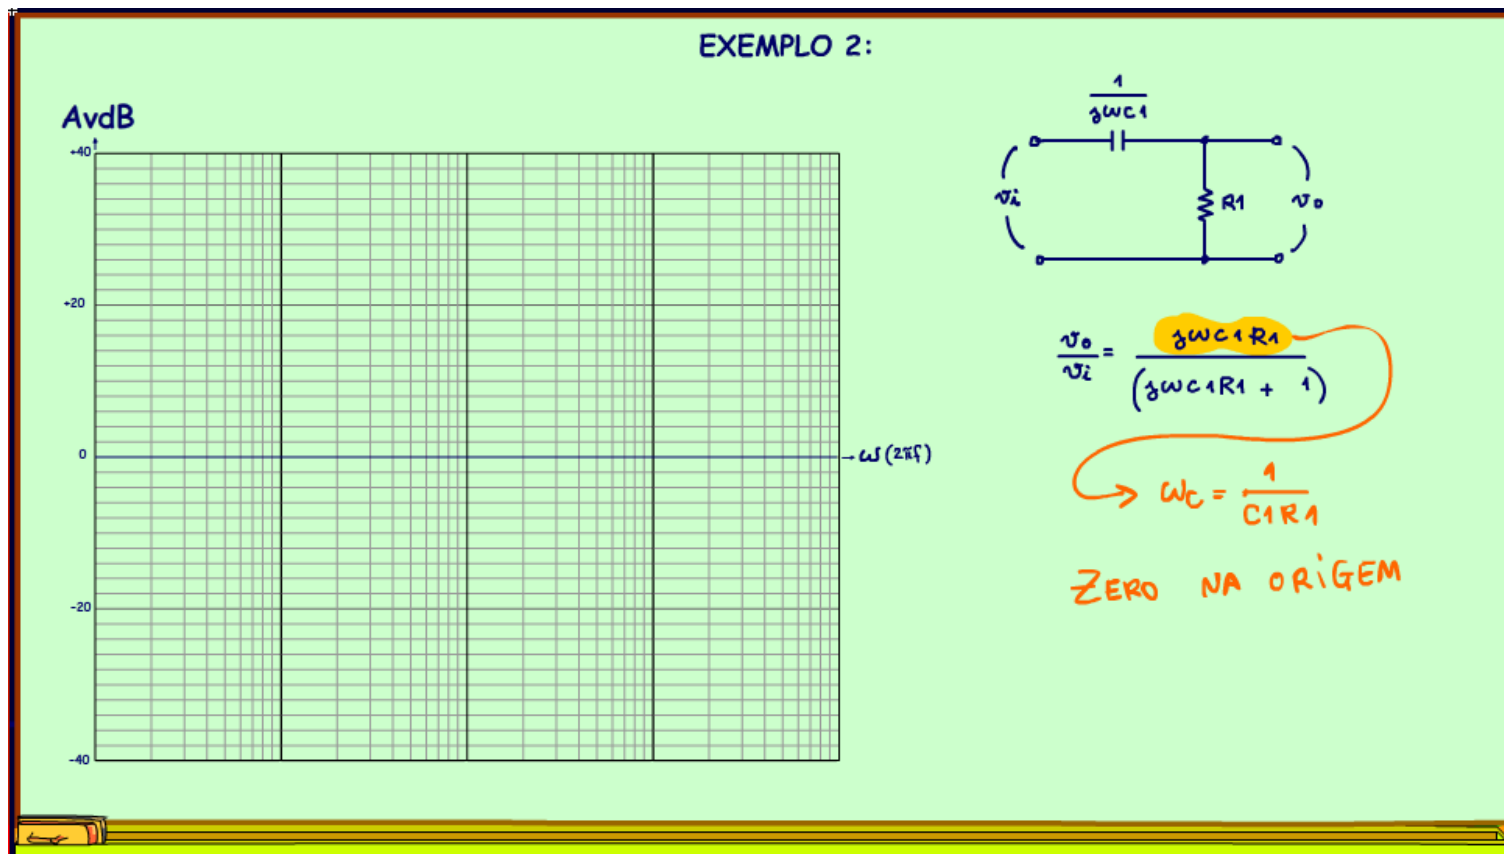 EXEMPLO 2:
AvdB
+40
+20
0
-20
-40
→ω(2πf)
1
jωC1
vi
R1
vo
vo
vi
=
jωC1R1
(jωC1R1 + 1)
ωc = 1
C1R1
ZERO NA ORIGEM